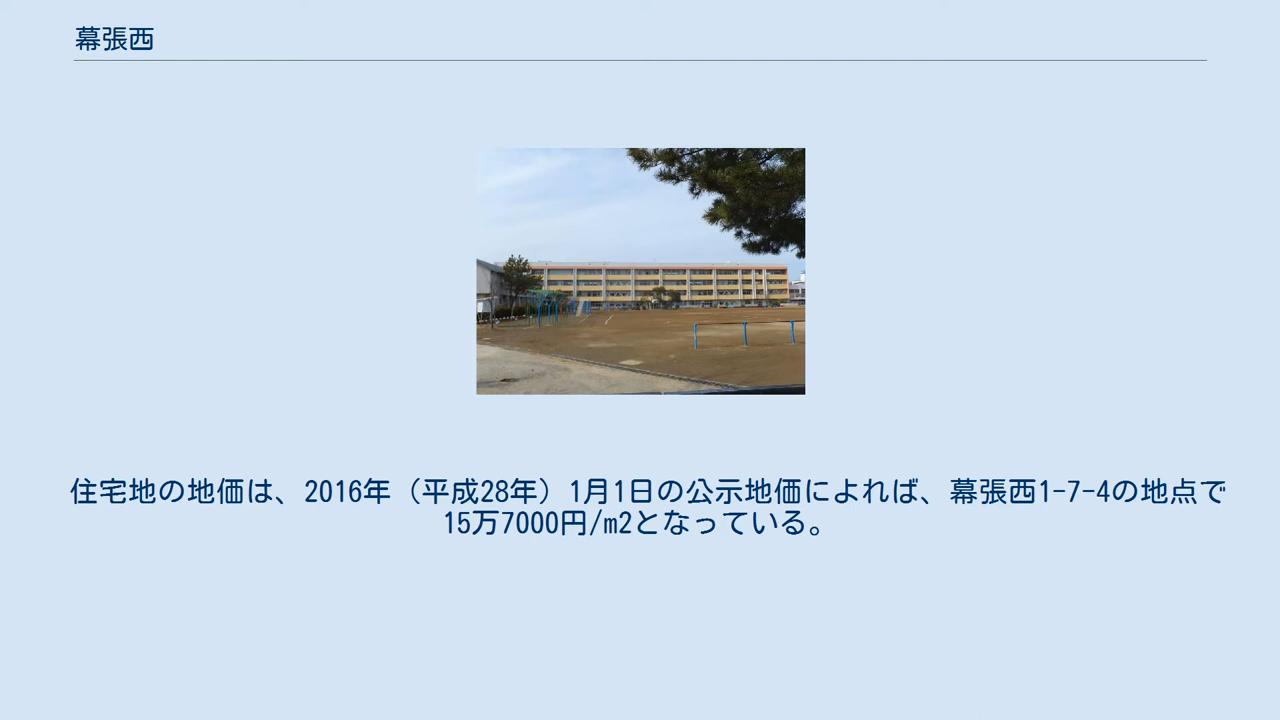 幕張西
住宅地の地価は、2016年（平成28年）1月1日の公示地価によれば、幕張西1-7-4の地点で
15万7000円/m2となっている。